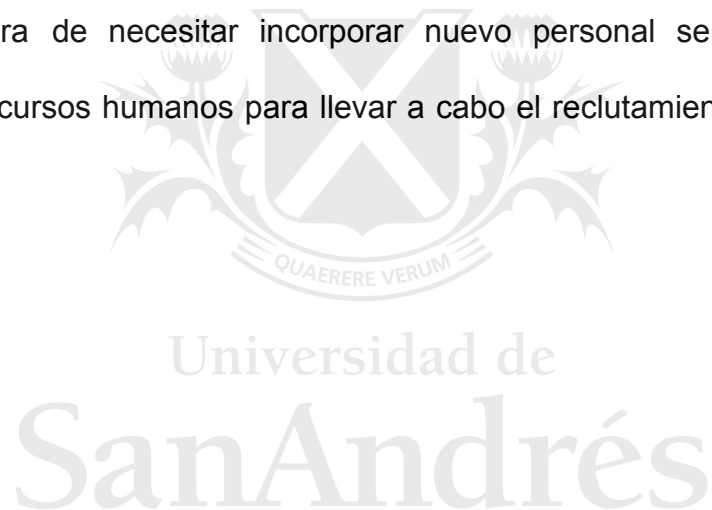 ra de necesitar incorporar nuevo personal se
cursos humanos para llevar a cabo el reclutamien
QUAERERE VERUM
Universidad de
SanAndrés